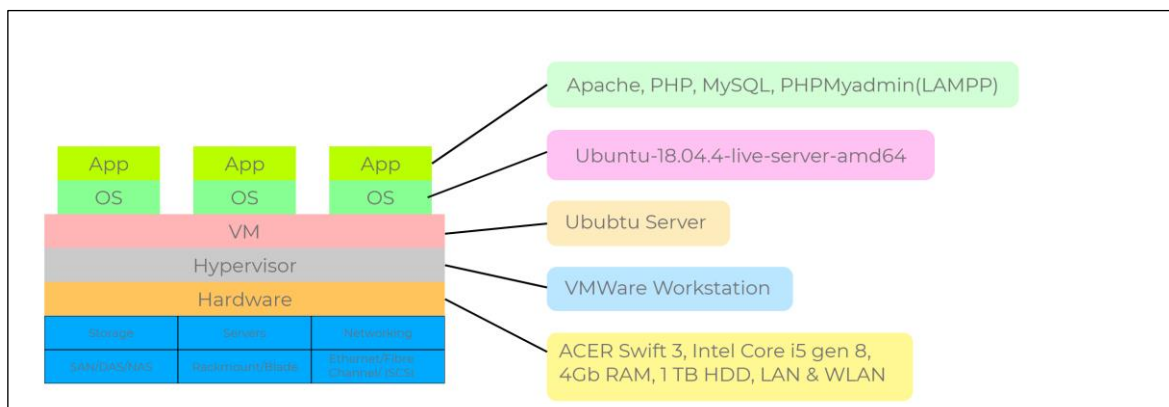 Apache, PHP, MySQL, PHPMyadmin(LAMPP)
App App App
Ubuntu-18.04.4-live-server-amd64
OS OS OS
VM
Ububtu Server
Hypervisor
VMWare Workstation
Hardware
Storage Servers Networking
ACER Swift 3, Intel Core i5 gen 8,
4Gb RAM, 1 TB HDD, LAN & WLAN
SAN/DAS/NAS Rackmount/Blade Ethernet/Fibre
Channel/ iSCSI